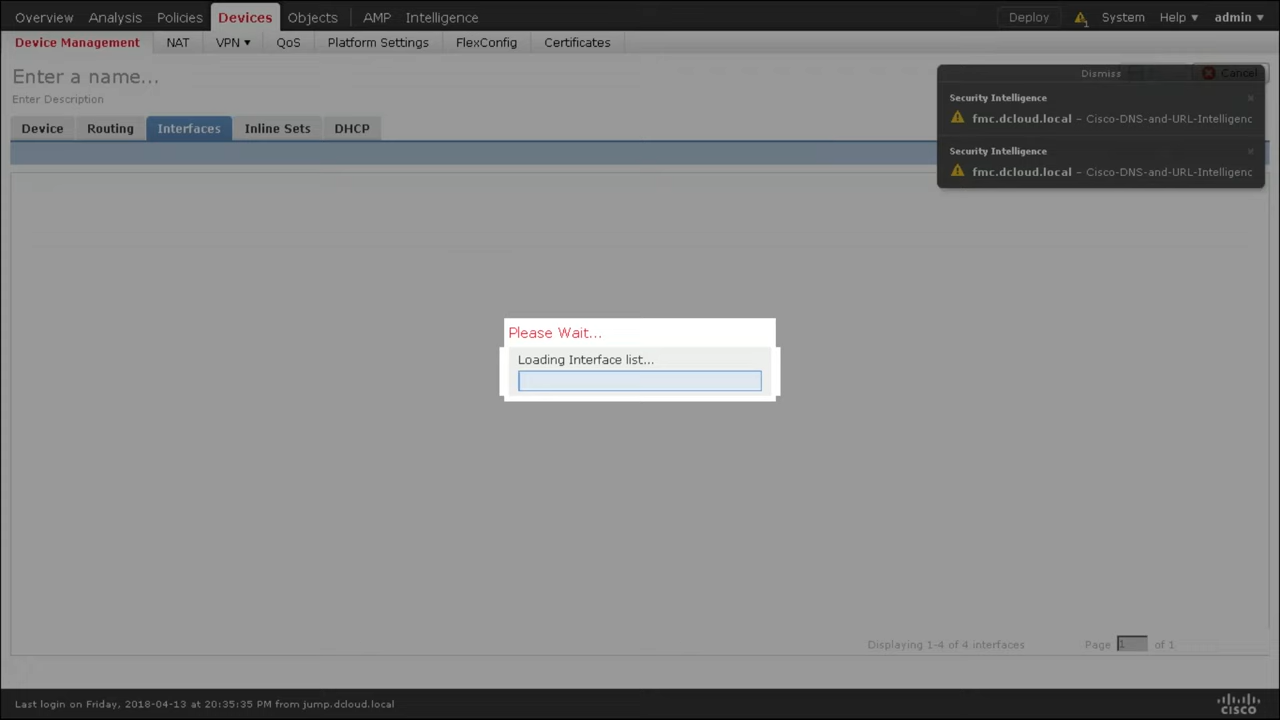 Overview Analysis Policies Devices Objects AMP Intelligence Deploy 1 System Help ▾ admin ▾
Device Management NAT VPN ▾ QoS Platform Settings FlexConfig Certificates
Enter a name...
Enter Description
Dismiss Cancel
Security Intelligence ×
fmc.dcloud.local – Cisco-DNS-and-URL-Intelligenc
Security Intelligence ×
fmc.dcloud.local – Cisco-DNS-and-URL-Intelligenc
Device Routing Interfaces Inline Sets DHCP
Please Wait...
Loading Interface list...
Displaying 1-4 of 4 interfaces Page 1 of 1
Last login on Friday, 2018-04-13 at 20:35:35 PM from jump.dcloud.local
CISCO